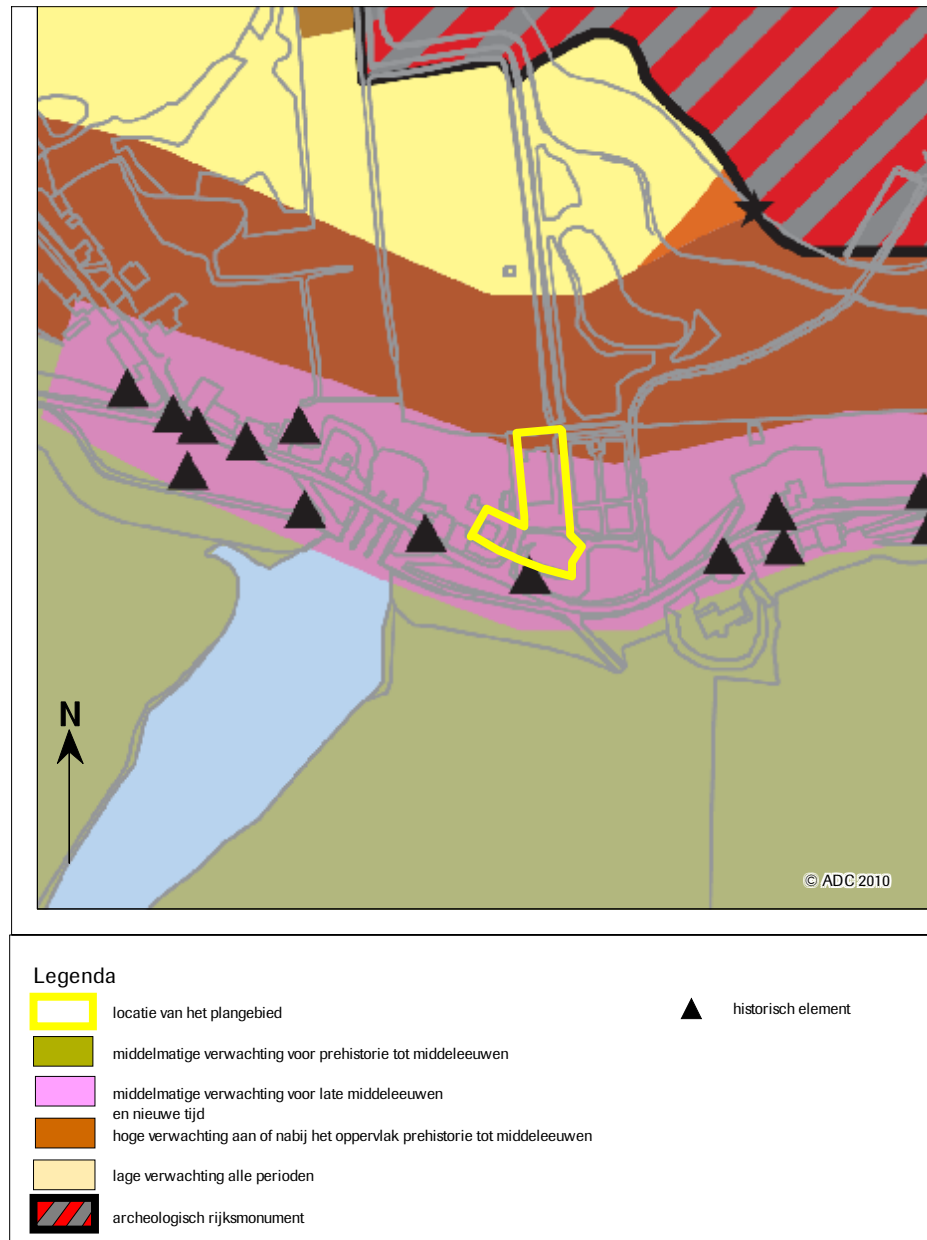 N
© ADC 2010
Legenda
locatie van het plangebied
historisch element
middelmatige verwachting voor prehistorie tot middeleeuwen
middelmatige verwachting voor late middeleeuwen
en nieuwe tijd
hoge verwachting aan of nabij het oppervlak prehistorie tot middeleeuwen
lage verwachting alle perioden
archeologisch rijksmonument